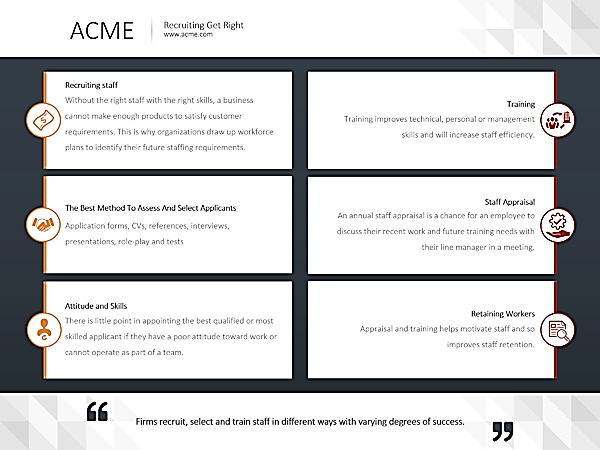 ACME
Recruiting Get Right
www.acme.com
Recruiting staff
Without the right staff with the right skills, a business
cannot make enough products to satisfy customer
requirements. This is why organizations draw up workforce
plans to identify their future staffing requirements.
Training
Training improves technical, personal or management
skills and will increase staff efficiency.
The Best Method To Assess And Select Applicants
Application forms, CVs, references, interviews,
presentations, role-play and tests
Staff Appraisal
An annual staff appraisal is a chance for an employee to
discuss their recent work and future training needs with
their line manager in a meeting.
Attitude and Skills
There is little point in appointing the best qualified or most
skilled applicant if they have a poor attitude toward work or
cannot operate as part of a team.
Retaining Workers
Appraisal and training helps motivate staff and so
improves staff retention.
❝
Firms recruit, select and train staff in different ways with varying degrees of success.
❞